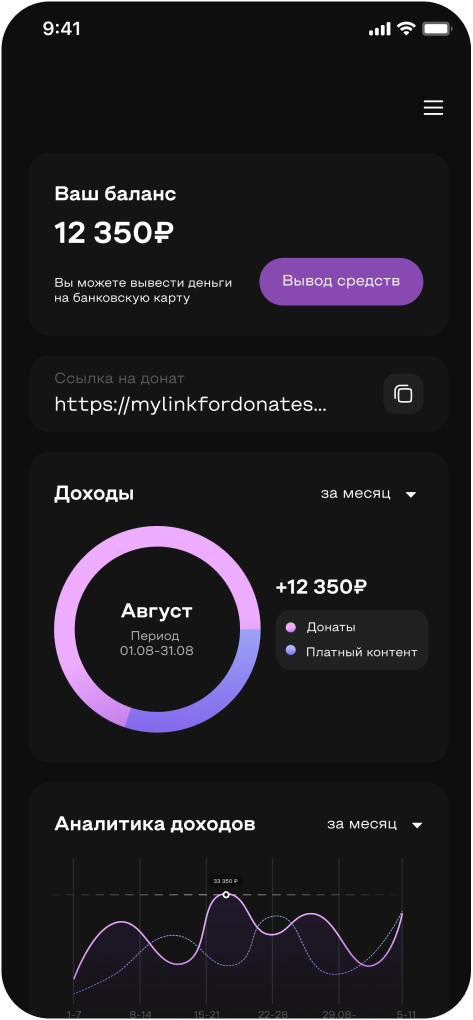 9:41
Ваш баланс
12 350₽
Вы можете вывести деньги
на банковскую карту
Вывод средств
Ссылка на донат
https://mylinkfordonates...
Доходы
за месяц
Август
Период
01.08-31.08
+12 350₽
Донаты
Платный контент
Аналитика доходов
за месяц
33 350 ₽
1-7 8-14 15-21 22-28 29.08- 5-11